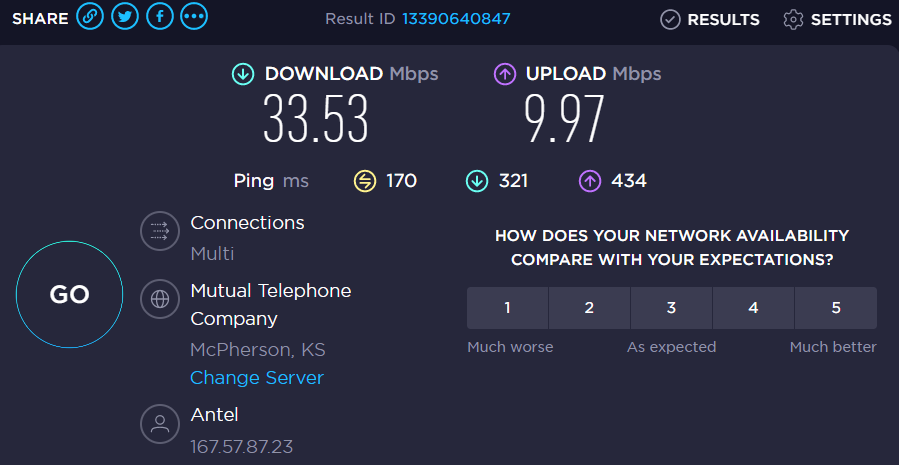 SHARE Result ID 13390640847 RESULTS SETTINGS
DOWNLOAD Mbps UPLOAD Mbps
33.53 9.97
Ping ms 170 321 434
Connections
Multi
HOW DOES YOUR NETWORK AVAILABILITY
COMPARE WITH YOUR EXPECTATIONS?
GO
Mutual Telephone
Company
McPherson, KS
Change Server
1 2 3 4 5
Much worse As expected Much better
Antel
167.57.87.23